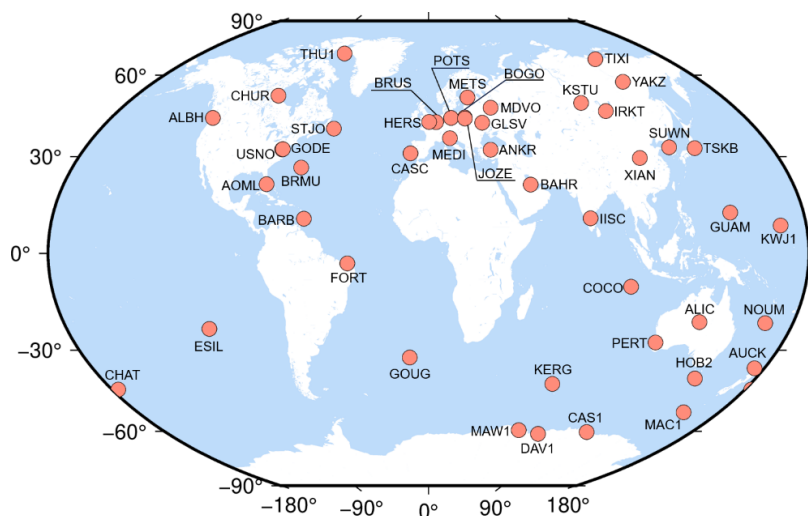 90°
THU1
POTS
TIXI
60°
BRUS
BOGO
METS
YAKZ
CHUR
KSTU
MDVO
IRKT
ALBH
HERS
GLSV
STJO
SUWN
TSKB
30°
USNO
GODE
MEDI
ANKR
CASC
XIAN
BRMU
JOZE
AOML
BAHR
BARB
IISC
GUAM
KWJ1
0°
FORT
COCO
ALIC
NOUM
ESIL
PERT
−30°
AUCK
CHAT
GOUG
KERG
HOB2
MAC1
CAS1
−60°
MAW1
DAV1
−90°
−180°
−90°
0°
90°
180°